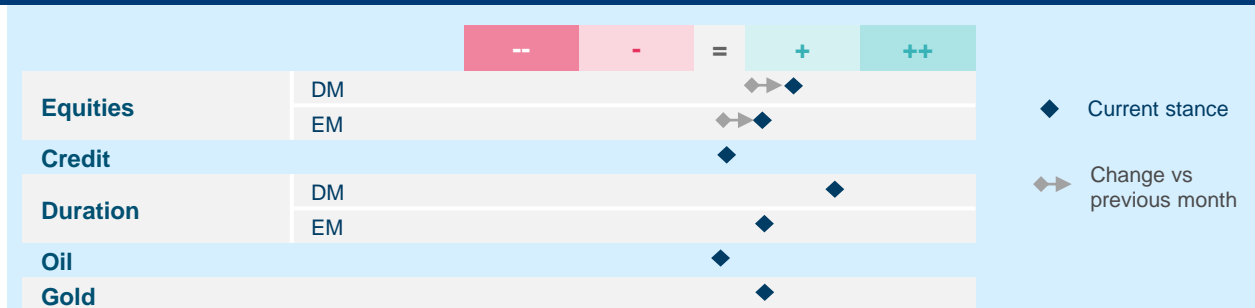 -- - = + ++
Equities
DM
EM
Credit
Duration
DM
EM
Oil
Gold
Current stance
Change vs
previous month